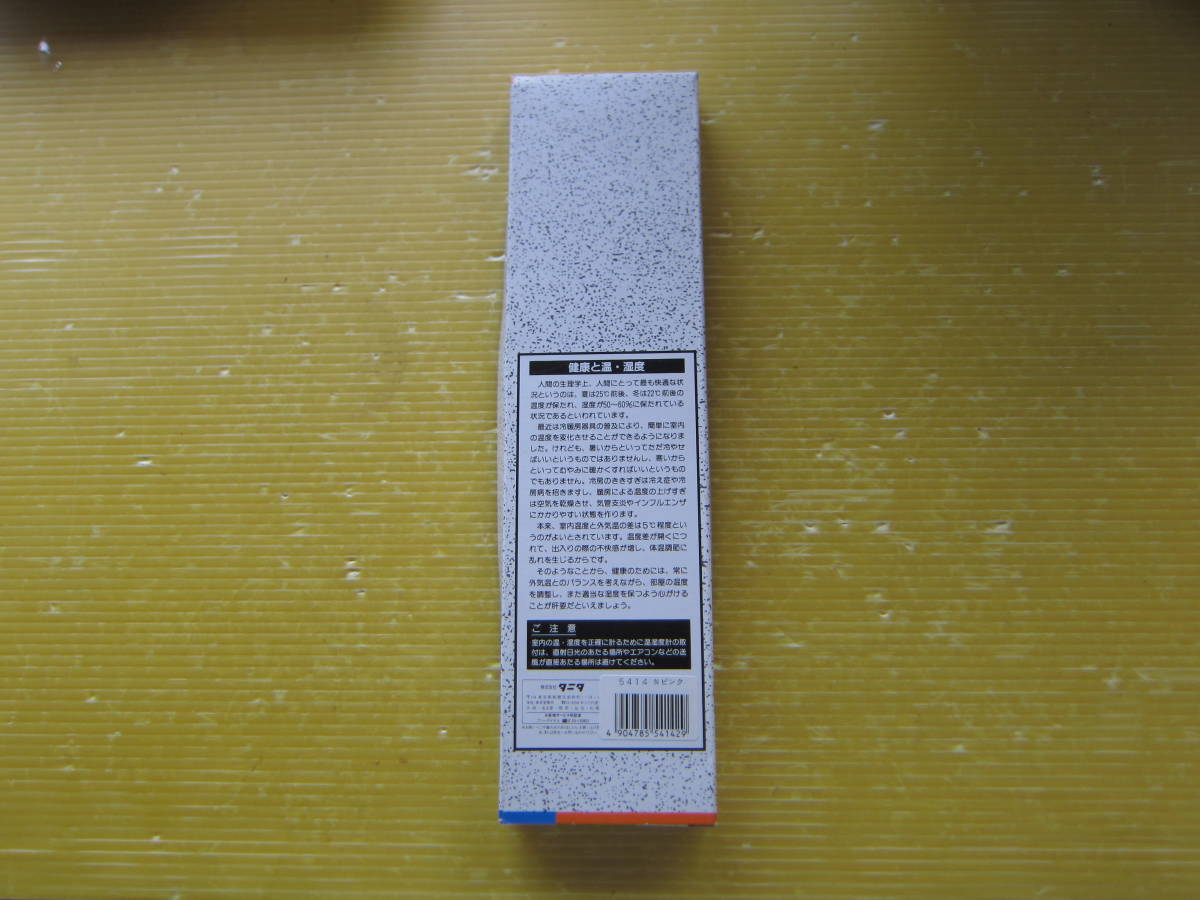 健康と温・湿度
人間の生理学上、人間にとって最も快適な状
況というのは、夏は25℃前後、冬は22℃前後の
温度が保たれ、湿度が50〜60%に保たれている
状況であるといわれています。
最近は冷暖房器具の普及により、簡単に室内
の温度を変化させることができるようになりま
した。けれども、暑いからといってただ冷やせ
ばいいというものではありませんし、寒いから
といってむやみに暖かくすればいいというもの
でもありません。冷房のききすぎは冷え症や冷
房病を招きますし、暖房による温度の上げすぎ
は空気を乾燥させ、気管支炎やインフルエンザ
にかかりやすい状態を作ります。
本来、室内温度と外気温の差は5℃程度とい
うのがよいとされています。温度差が開くにつ
れて、出入りの際の不快感が増し、体温調節に
乱れを生じるからです。
そのようなことから、健康のためには、常に
外気温とのバランスを考えながら、部屋の温度
を調整し、また適当な湿度を保つよう心がける
ことが肝要だといえましょう。
ご注意
室内の温・湿度を正確に計るために温湿度計の取
付は、直射日光のあたる場所やエアコンなどの送
風が直接あたる場所は避けてください。
株式会社 タニタ
5414 Nピンク
4 904785 541429